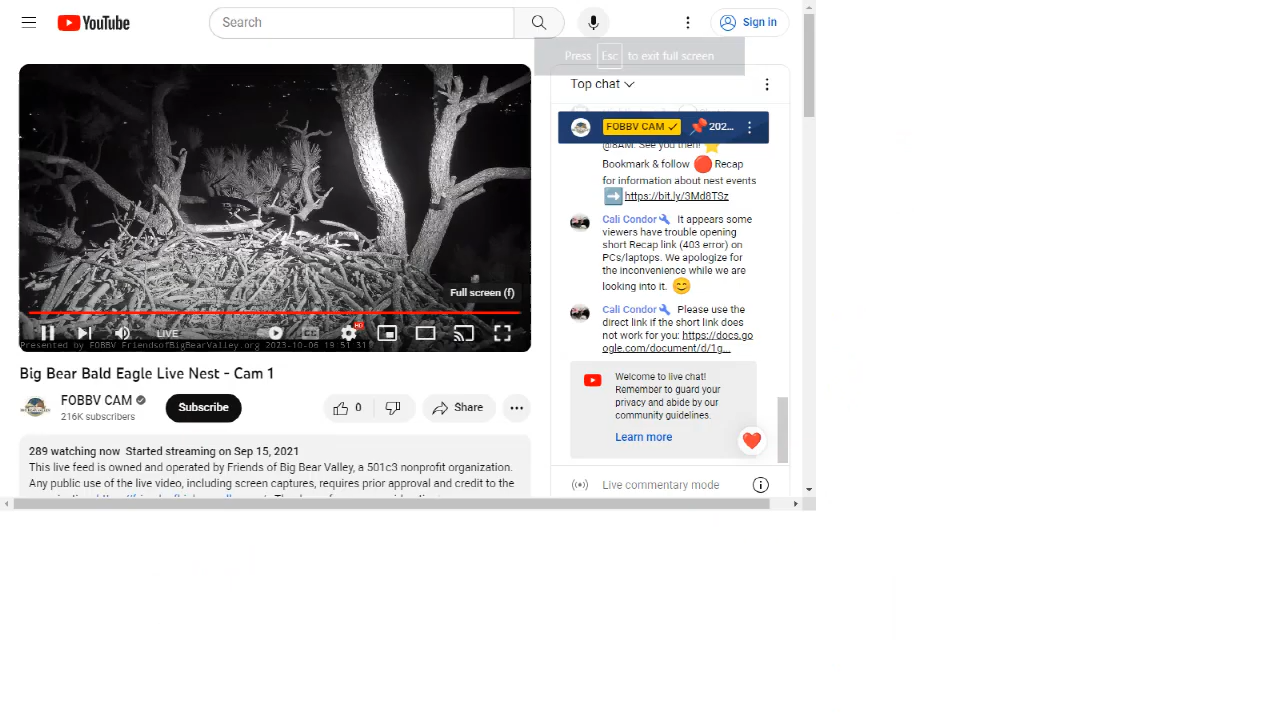 YouTube
Search
Sign in
Press Esc to exit full screen
Top chat
FOBBV CAM 202...
@8AM. See you then!
Bookmark & follow Recap
for information about nest events
https://bit.ly/3Md8TSz
Cali Condor It appears some
viewers have trouble opening
short Recap link (403 error) on
PCs/laptops. We apologize for
the inconvenience while we are
looking into it.
Cali Condor Please use the
direct link if the short link does
not work for you: https://docs.go
ogle.com/document/d/1g...
Welcome to live chat!
Remember to guard your
privacy and abide by our
community guidelines.
Learn more
Live commentary mode
Full screen (f)
LIVE
CC
HD
Presented by FOBBV FriendsofBigBearValley.org 2023-10-06 19 51 31
Big Bear Bald Eagle Live Nest - Cam 1
FOBBV CAM
216K subscribers
Subscribe
0
Share
289 watching now Started streaming on Sep 15, 2021
This live feed is owned and operated by Friends of Big Bear Valley, a 501c3 nonprofit organization.
Any public use of the live video, including screen captures, requires prior approval and credit to the